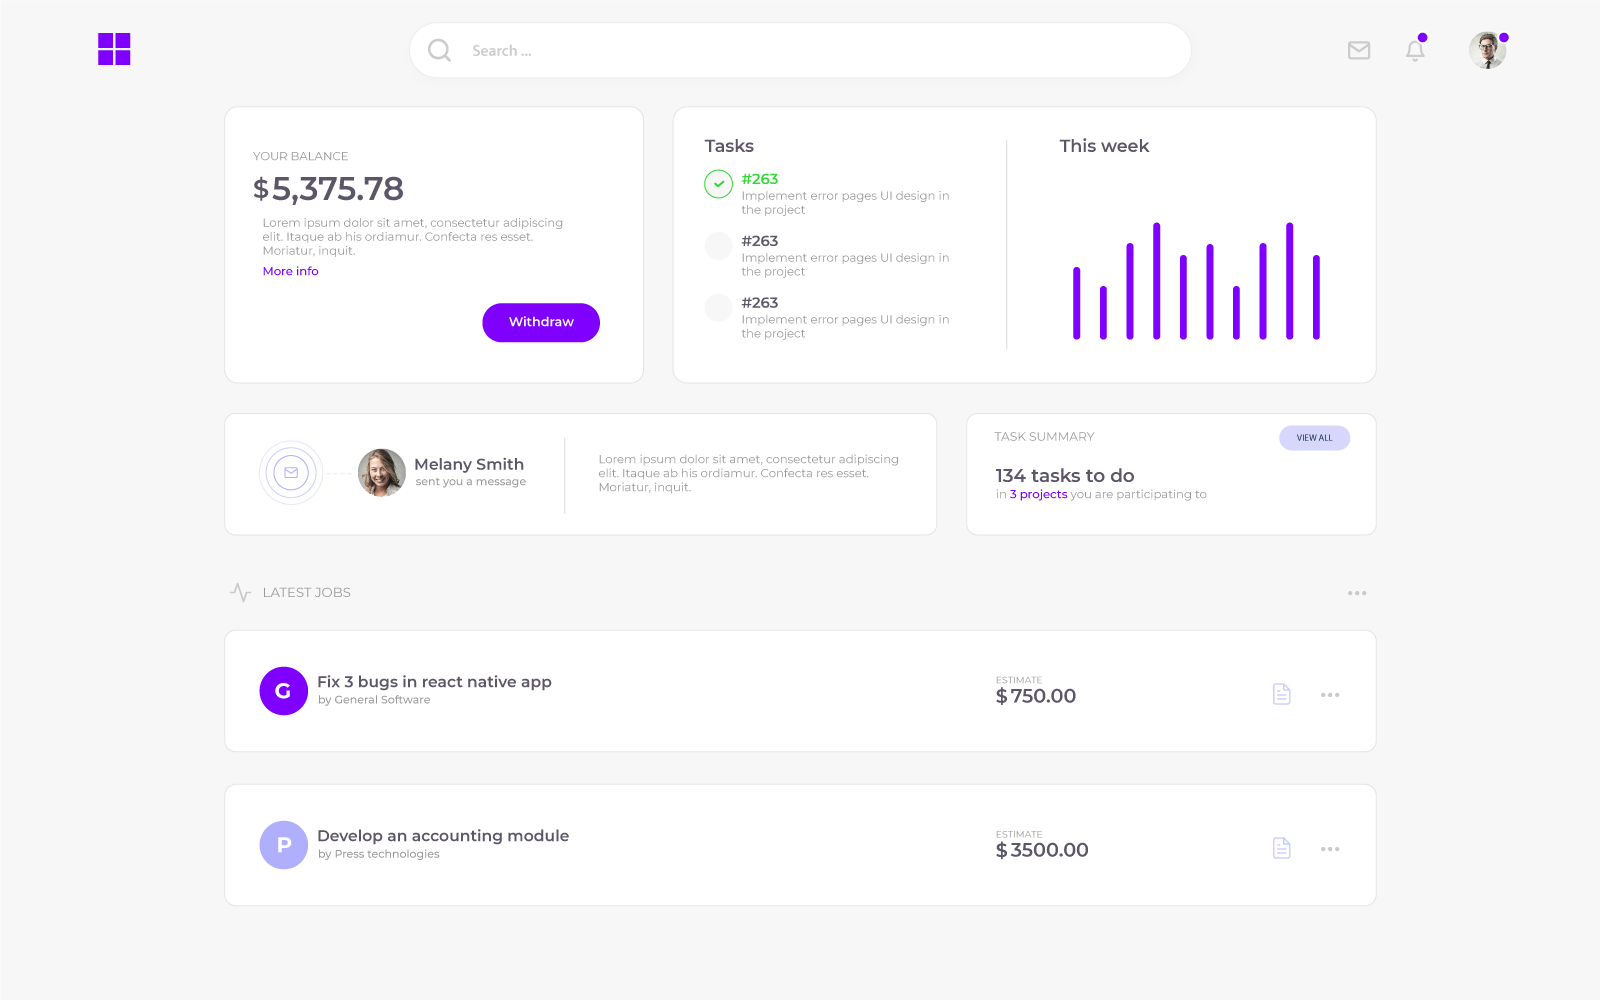 Search ...
YOUR BALANCE
$5,375.78
Lorem ipsum dolor sit amet, consectetur adipiscing
elit. Itaque ab his ordiamur. Confecta res esset.
Moriatur, inquit.
More info
Withdraw
Tasks
#263
Implement error pages UI design in
the project
#263
Implement error pages UI design in
the project
#263
Implement error pages UI design in
the project
This week
Melany Smith
sent you a message
Lorem ipsum dolor sit amet, consectetur adipiscing
elit. Itaque ab his ordiamur. Confecta res esset.
Moriatur, inquit.
TASK SUMMARY
VIEW ALL
134 tasks to do
in 3 projects you are participating to
LATEST JOBS
G
Fix 3 bugs in react native app
by General Software
ESTIMATE
$750.00
P
Develop an accounting module
by Press technologies
ESTIMATE
$3500.00